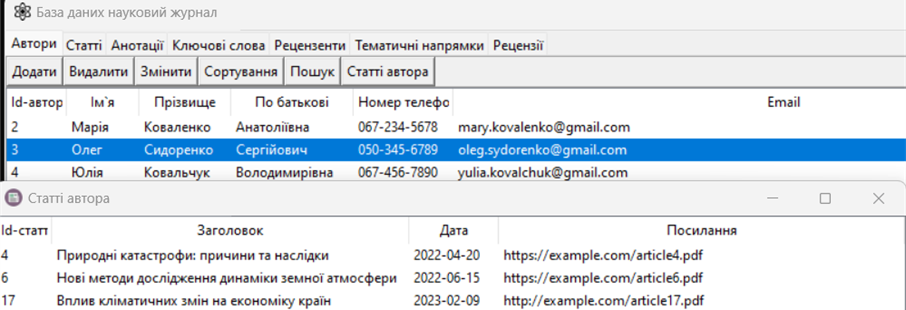 База даних науковий журнал
Автори Статті Анотації Ключові слова Рецензенти Тематичні напрямки Рецензії
Додати Видалити Змінити Сортування Пошук Статті автора
Id-автор Ім`я Прізвище По батькові Номер телефо Email
2 Марія Коваленко Анатоліївна 067-234-5678 mary.kovalenko@gmail.com
3 Олег Сидоренко Сергійович 050-345-6789 oleg.sydorenko@gmail.com
4 Юлія Ковальчук Володимирівна 067-456-7890 yulia.kovalchuk@gmail.com
Статті автора
Id-статт Заголовок Дата Посилання
4 Природні катастрофи: причини та наслідки 2022-04-20 https://example.com/article4.pdf
6 Нові методи дослідження динаміки земної атмосфери 2022-06-15 https://example.com/article6.pdf
17 Вплив кліматичних змін на економіку країн 2023-02-09 http://example.com/article17.pdf